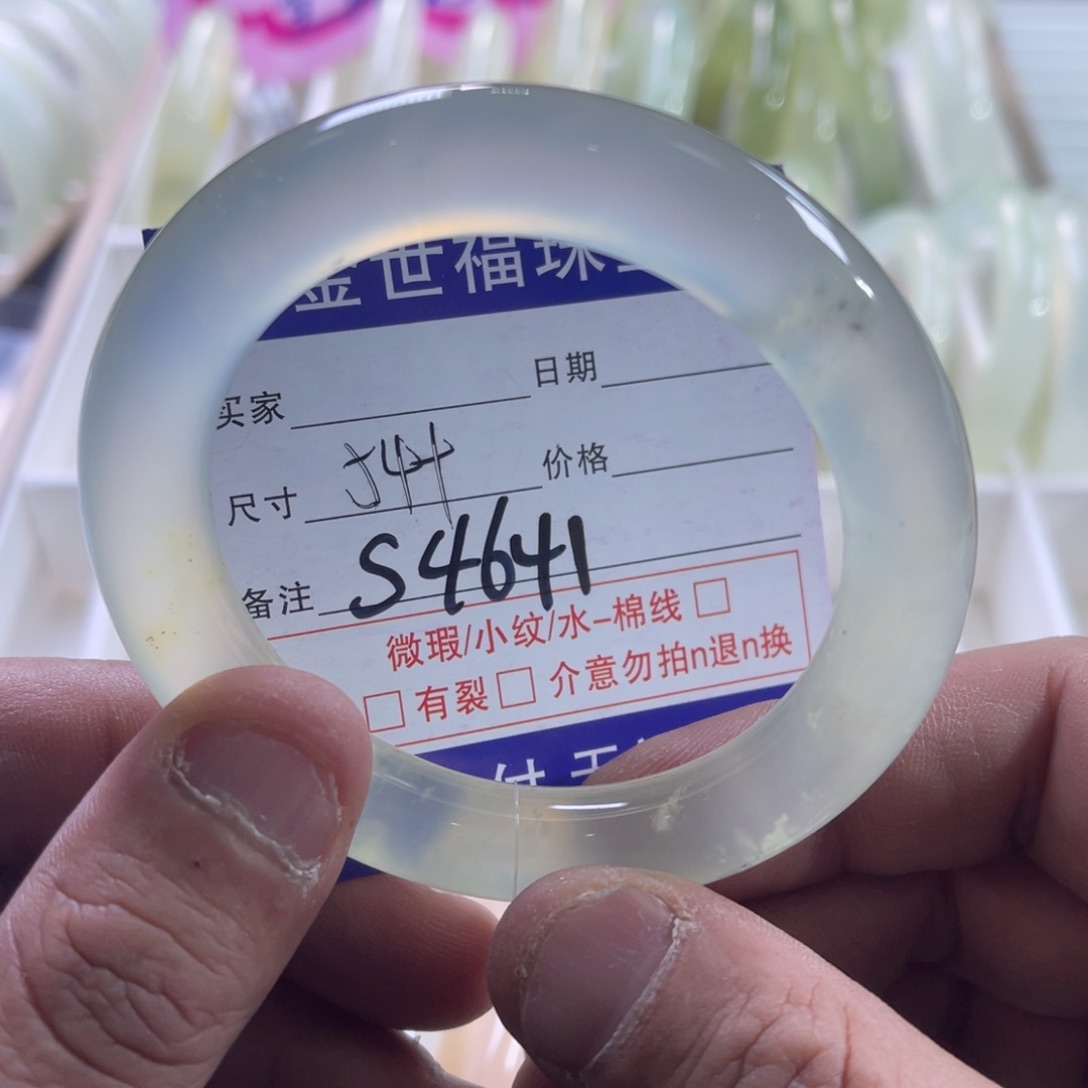 金世福珠
日期
买家
J44
价格
尺寸
S4641
备注
微瑕/小纹/水-棉线 □
□ 有裂 □ 介意勿拍n退n换